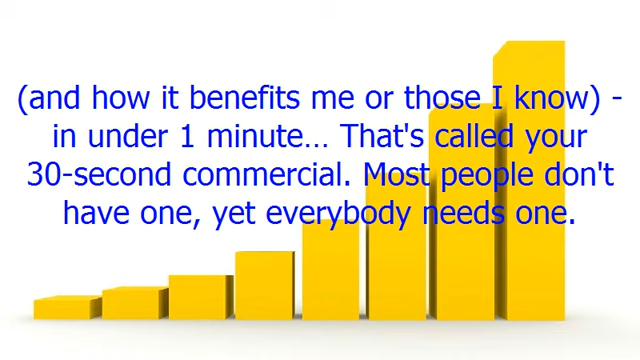 (and how it benefits me or those I know) -
in under 1 minute... That's called your
30-second commercial. Most people don't
have one, yet everybody needs one.